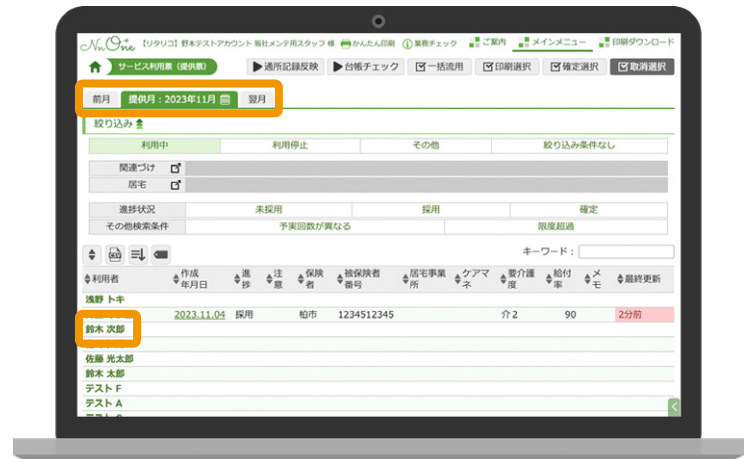 NuOne 【リタリコ】野本テストアカウント 販社メンテ用スタッフ 様 かんたん印刷 業務チェック ご案内 メインメニュー 印刷ダウンロード
サービス利用票（提供票） ▶通所記録反映 ▶台帳チェック 一括流用 印刷選択 確定選択 取消選択
前月 提供月：2023年11月 翌月
絞り込み
利用中 利用停止 その他 絞り込み条件なし
関連づけ
居宅
進捗状況 未採用 採用 確定
その他検索条件 予実回数が異なる 限度超過
キーワード：
利用者 作成年月日 進捗 注意 保険者 被保険者番号 居宅事業所 ケアマネ 要介護度 給付率 メモ 最終更新
浅野 トキ
2023.11.04 採用 柏市 1234512345 介2 90 2分前
鈴木 次郎
佐藤 光太郎
鈴木 太郎
テスト F
テスト A